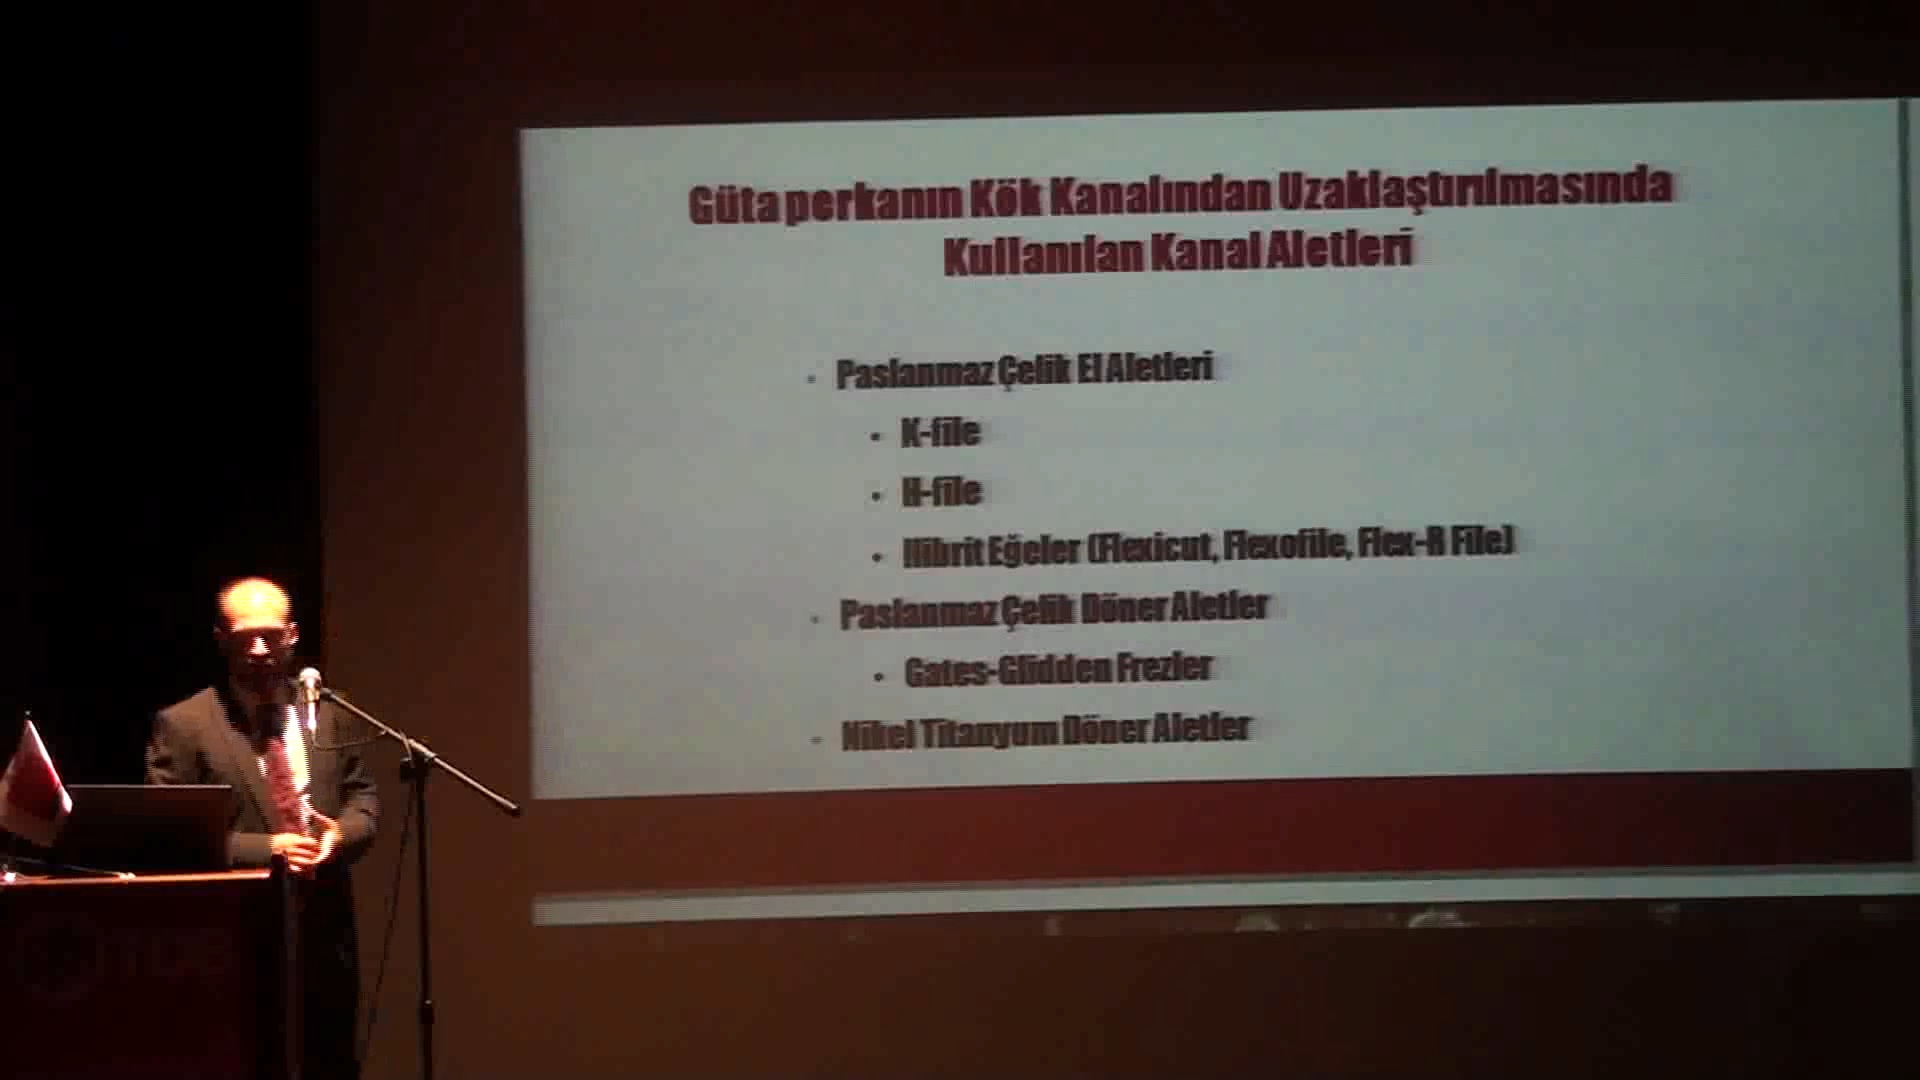 Güta perkanın Kök Kanalından Uzaklaştırılmasında
Kullanılan Kanal Aletleri
Paslanmaz Çelik El Aletleri
K-file
H-file
Hibrit Eğeler (Flexicut, Flexofile, Flex-R File)
Paslanmaz Çelik Döner Aletler
Gates-Glidden Frezler
Nikel Titanyum Döner Aletler